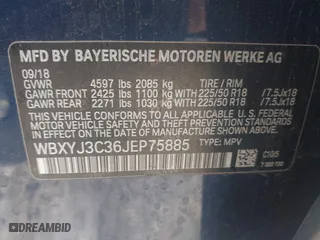 MFD BY BAYERISCHE MOTOREN WERKE AG
09/18
GVWR 4597 lbs 2085 kg TIRE / RIM
GAWR FRONT 2425 lbs 1100 kg WITH 225/50 R18 /7.5Jx18
GAWR REAR 2271 lbs 1030 kg WITH 225/50 R18 /7.5Jx18
THIS VEHICLE CONFORMS TO ALL APPLICABLE U.S. FEDERAL
MOTOR VEHICLE SAFETY, BUMPER, AND THEFT PREVENTION
STANDARDS IN EFFECT ON THE DATE OF MANUFACTURE SHOWN
ABOVE.
WBXYJ3C36JEP75885 TYPE: MPV